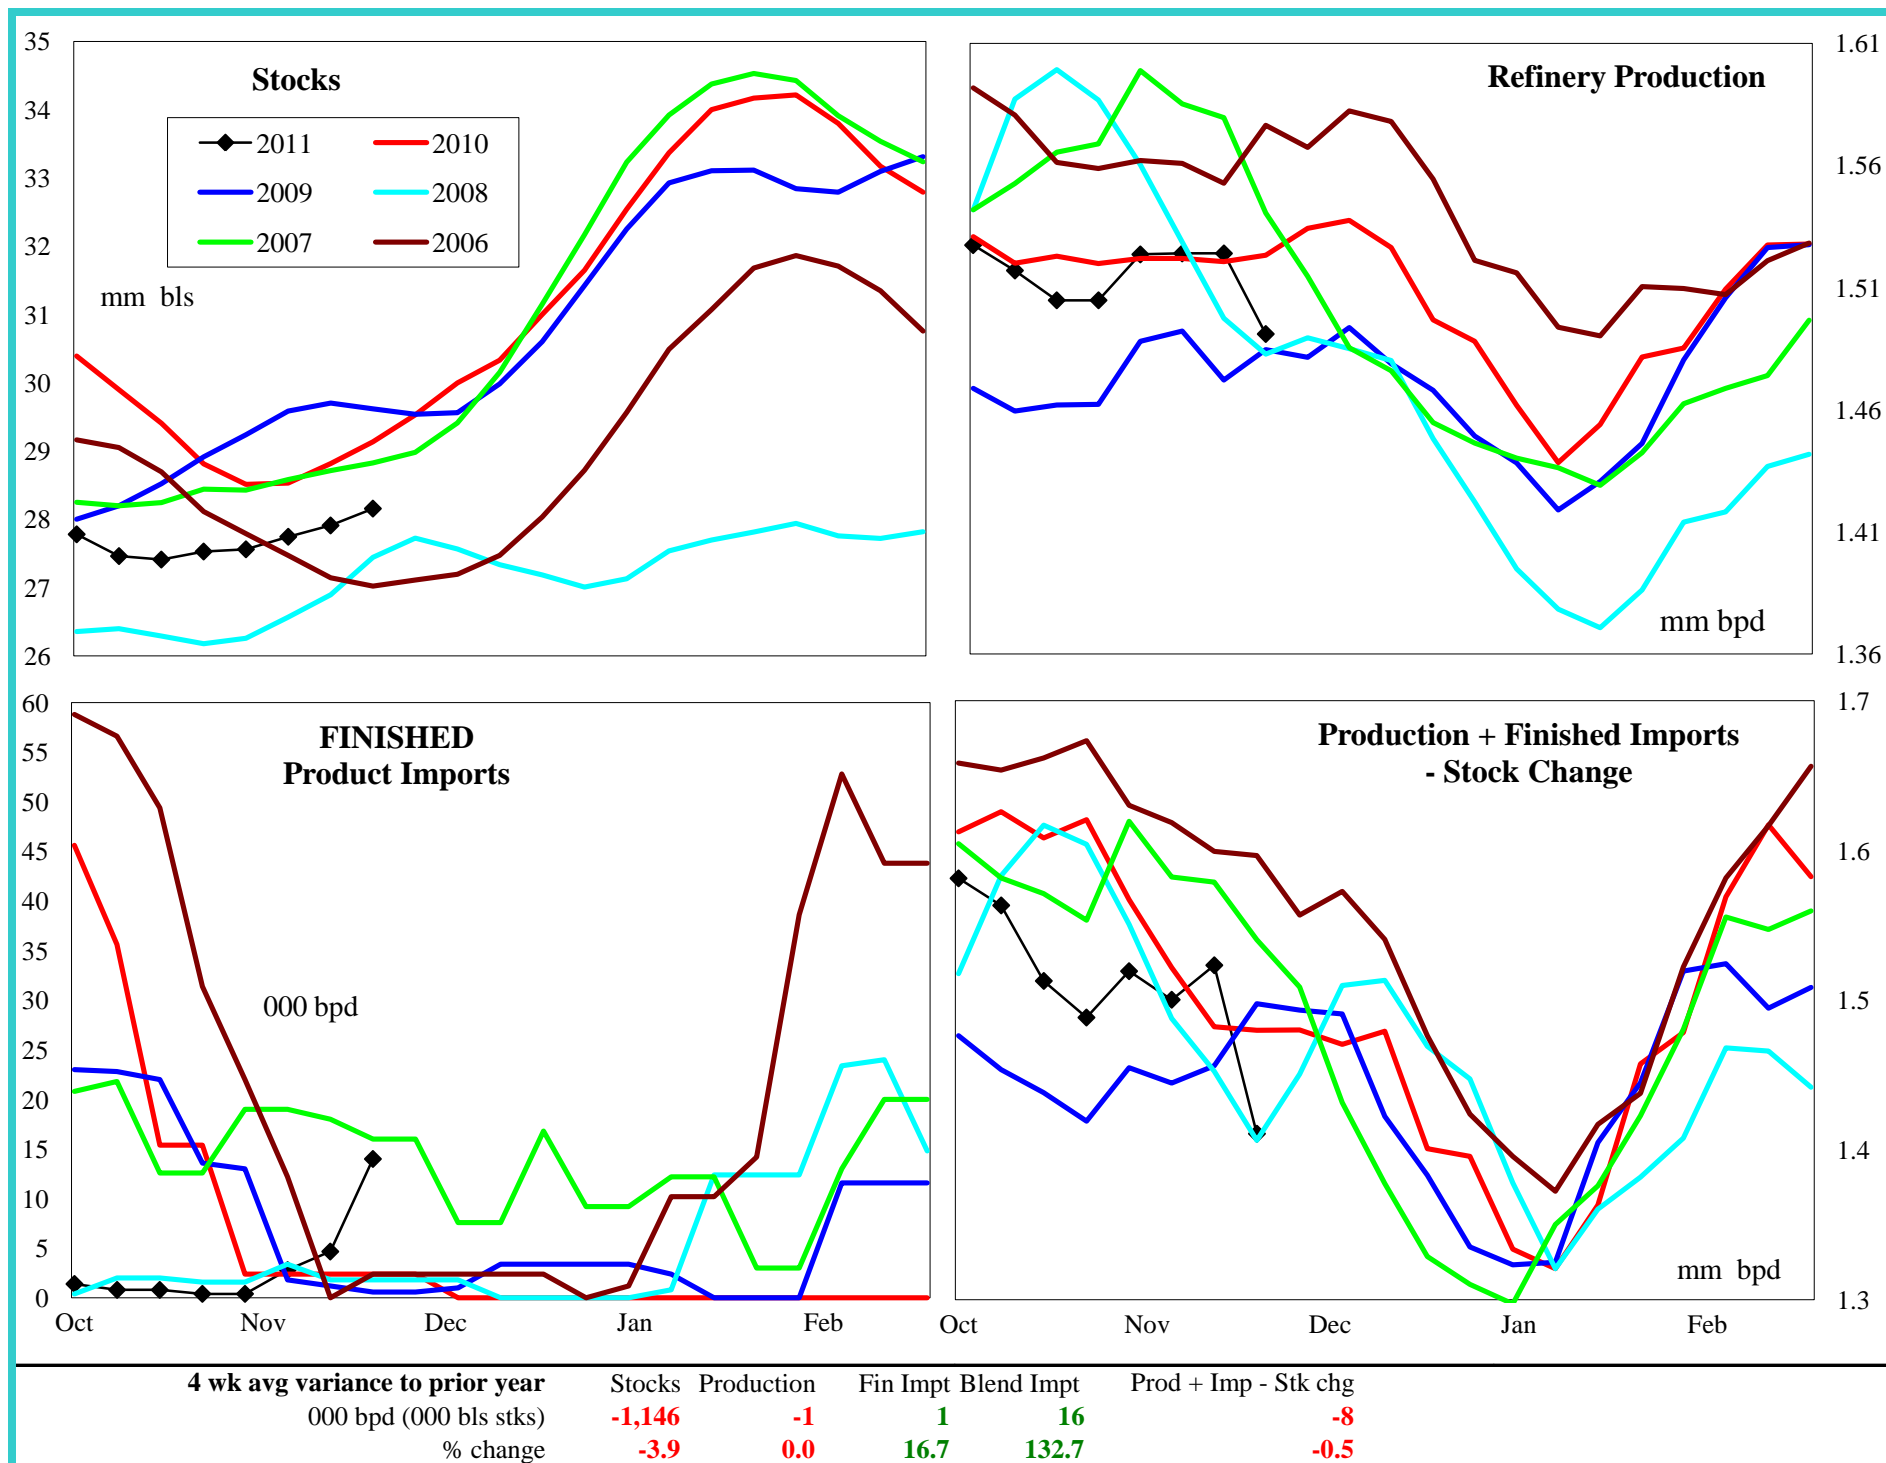 Stocks
2011
2010
2009
2008
2007
2006
mm bls
35
34
33
32
31
30
29
28
27
26
Refinery Production
mm bpd
1.61
1.56
1.51
1.46
1.41
1.36
FINISHED
Product Imports
000 bpd
60
55
50
45
40
35
30
25
20
15
10
5
0
Oct Nov Dec Jan Feb
Production + Finished Imports
- Stock Change
mm bpd
1.7
1.6
1.5
1.4
1.3
Oct Nov Dec Jan Feb
4 wk avg variance to prior year Stocks Production Fin Impt Blend Impt Prod + Imp - Stk chg
000 bpd (000 bls stks) -1,146 -1 1 16 -8
% change -3.9 0.0 16.7 132.7 -0.5